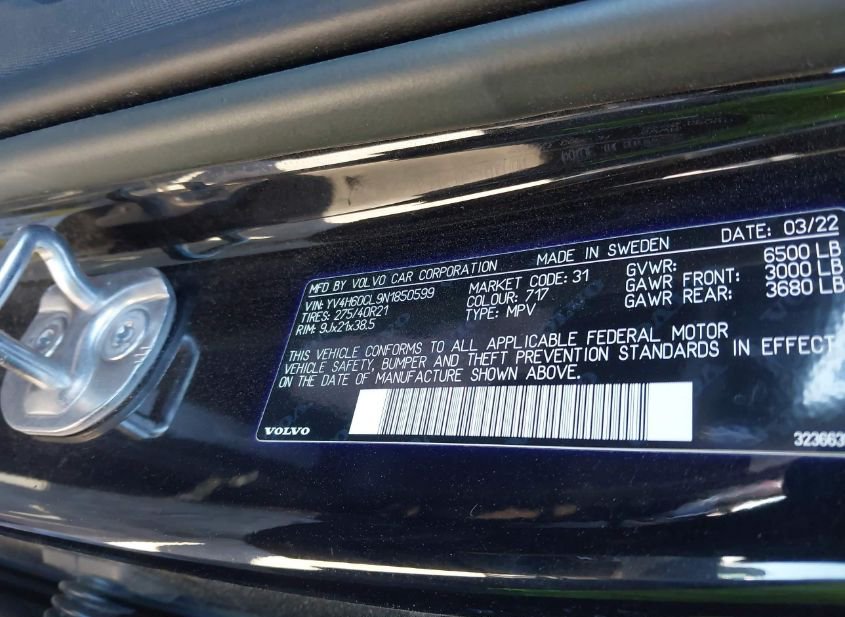 MFD BY VOLVO CAR CORPORATION MADE IN SWEDEN DATE: 03/22
VIN: YV4H60CL9N1850599 MARKET CODE: 31 GVWR: 6500 LB
TIRES: 275/40R21 COLOUR: 717 GAWR FRONT: 3000 LB
RIM: 9Jx21x38.5 TYPE: MPV GAWR REAR: 3680 LB
THIS VEHICLE CONFORMS TO ALL APPLICABLE FEDERAL MOTOR
VEHICLE SAFETY, BUMPER AND THEFT PREVENTION STANDARDS IN EFFECT
ON THE DATE OF MANUFACTURE SHOWN ABOVE.
VOLVO 323663